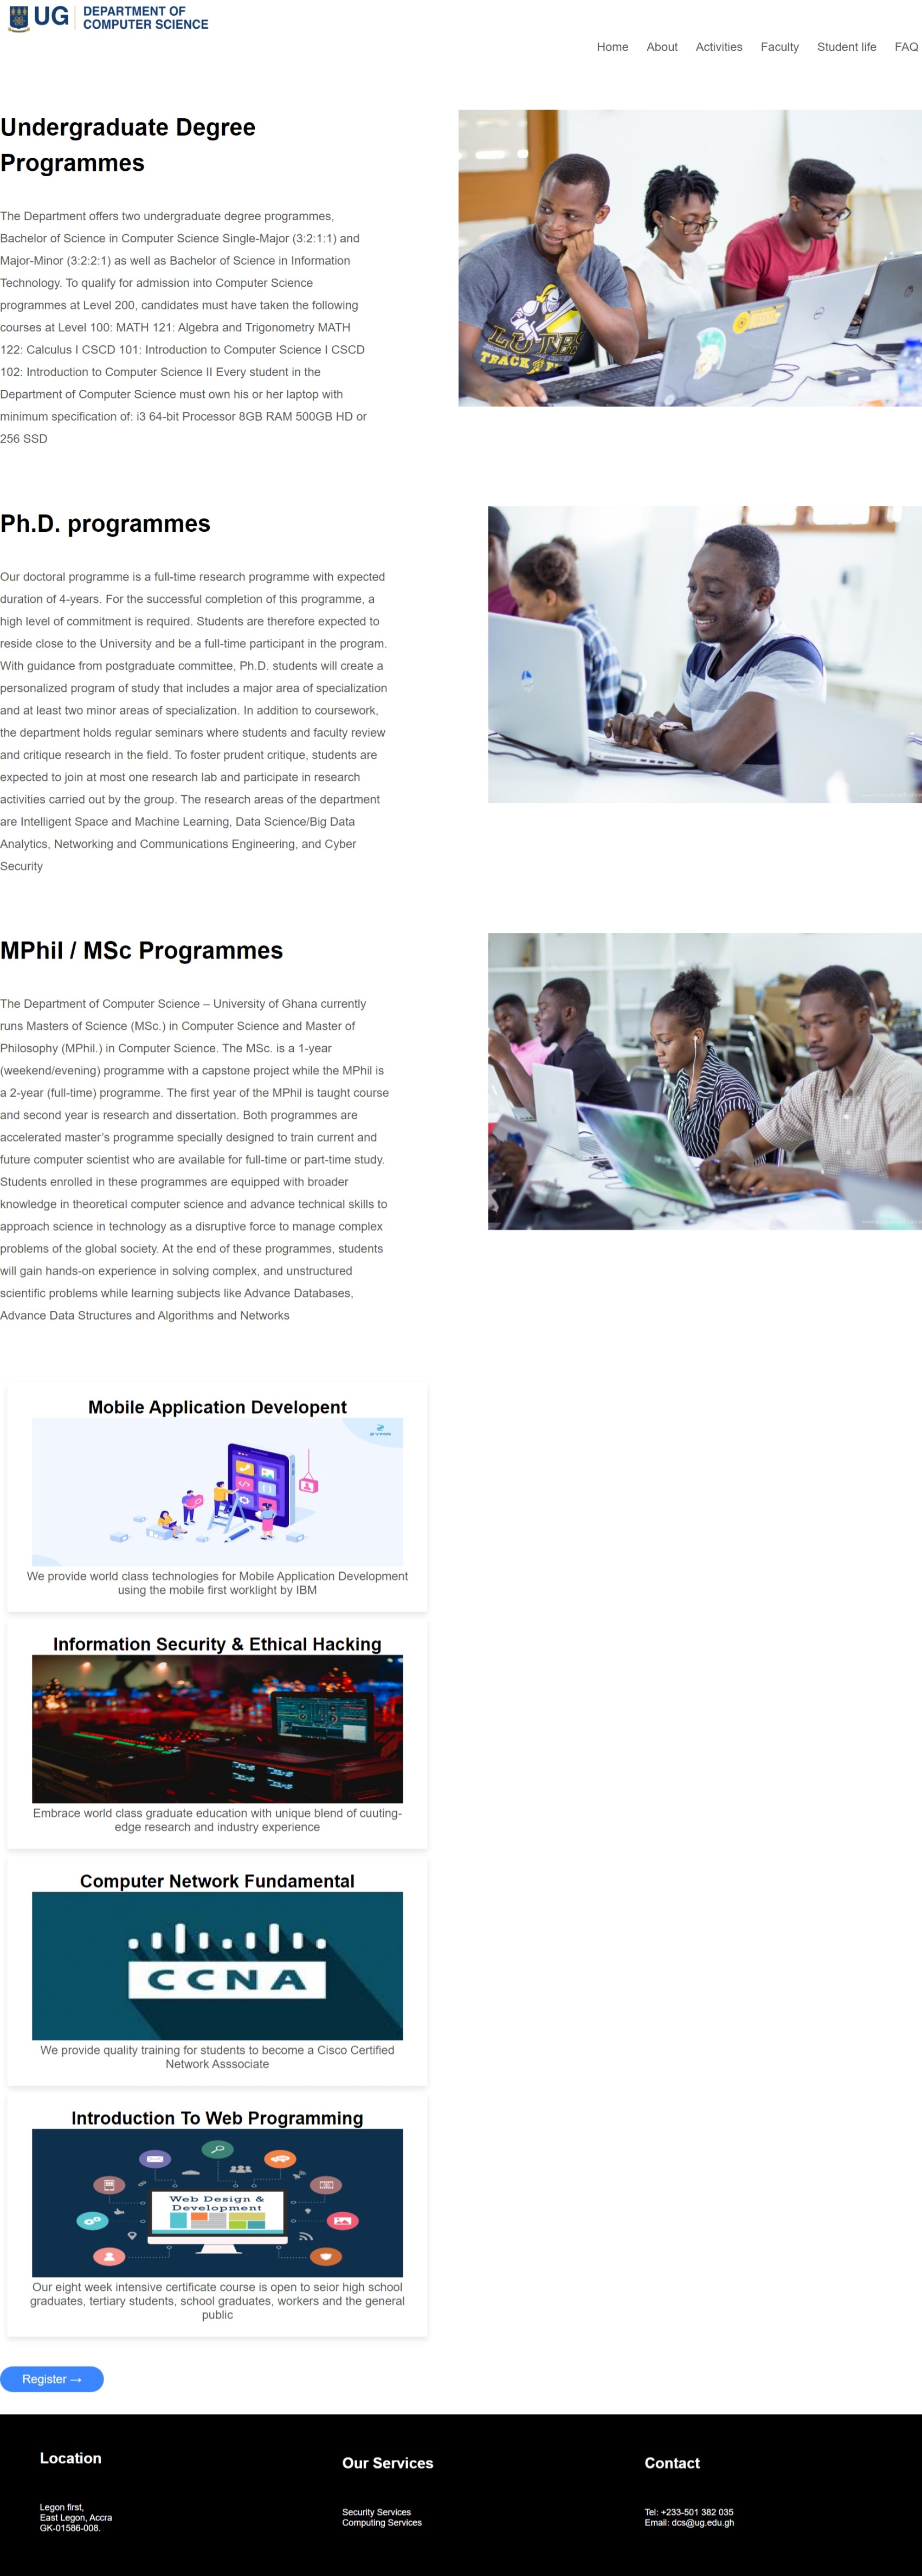 UG
DEPARTMENT OF
COMPUTER SCIENCE
Home About Activities Faculty Student life FAQ
Undergraduate Degree
Programmes
The Department offers two undergraduate degree programmes,
Bachelor of Science in Computer Science Single-Major (3:2:1:1) and
Major-Minor (3:2:2:1) as well as Bachelor of Science in Information
Technology. To qualify for admission into Computer Science
programmes at Level 200, candidates must have taken the following
courses at Level 100: MATH 121: Algebra and Trigonometry MATH
122: Calculus I CSCD 101: Introduction to Computer Science I CSCD
102: Introduction to Computer Science II Every student in the
Department of Computer Science must own his or her laptop with
minimum specification of: i3 64-bit Processor 8GB RAM 500GB HD or
256 SSD
TRACK
Ph.D. programmes
Our doctoral programme is a full-time research programme with expected
duration of 4-years. For the successful completion of this programme, a
high level of commitment is required. Students are therefore expected to
reside close to the University and be a full-time participant in the program.
With guidance from postgraduate committee, Ph.D. students will create a
personalized program of study that includes a major area of specialization
and at least two minor areas of specialization. In addition to coursework,
the department holds regular seminars where students and faculty review
and critique research in the field. To foster prudent critique, students are
expected to join at most one research lab and participate in research
activities carried out by the group. The research areas of the department
are Intelligent Space and Machine Learning, Data Science/Big Data
Analytics, Networking and Communications Engineering, and Cyber
Security
MPhil / MSc Programmes
The Department of Computer Science – University of Ghana currently
runs Masters of Science (MSc.) in Computer Science and Master of
Philosophy (MPhil.) in Computer Science. The MSc. is a 1-year
(weekend/evening) programme with a capstone project while the MPhil is
a 2-year (full-time) programme. The first year of the MPhil is taught course
and second year is research and dissertation. Both programmes are
accelerated master’s programme specially designed to train current and
future computer scientist who are available for full-time or part-time study.
Students enrolled in these programmes are equipped with broader
knowledge in theoretical computer science and advance technical skills to
approach science in technology as a disruptive force to manage complex
problems of the global society. At the end of these programmes, students
will gain hands-on experience in solving complex, and unstructured
scientific problems while learning subjects like Advance Databases,
Advance Data Structures and Algorithms and Networks
Mobile Application Developent
We provide world class technologies for Mobile Application Development
using the mobile first worklight by IBM
Information Security & Ethical Hacking
Embrace world class graduate education with unique blend of cuuting-
edge research and industry experience
Computer Network Fundamental
CCNA
We provide quality training for students to become a Cisco Certified
Network Asssociate
Introduction To Web Programming
Web Design &
Development
Our eight week intensive certificate course is open to seior high school
graduates, tertiary students, school graduates, workers and the general
public
Register →
Location
Legon first,
East Legon, Accra
GK-01586-008.
Our Services
Security Services
Computing Services
Contact
Tel: +233-501 382 035
Email: dcs@ug.edu.gh